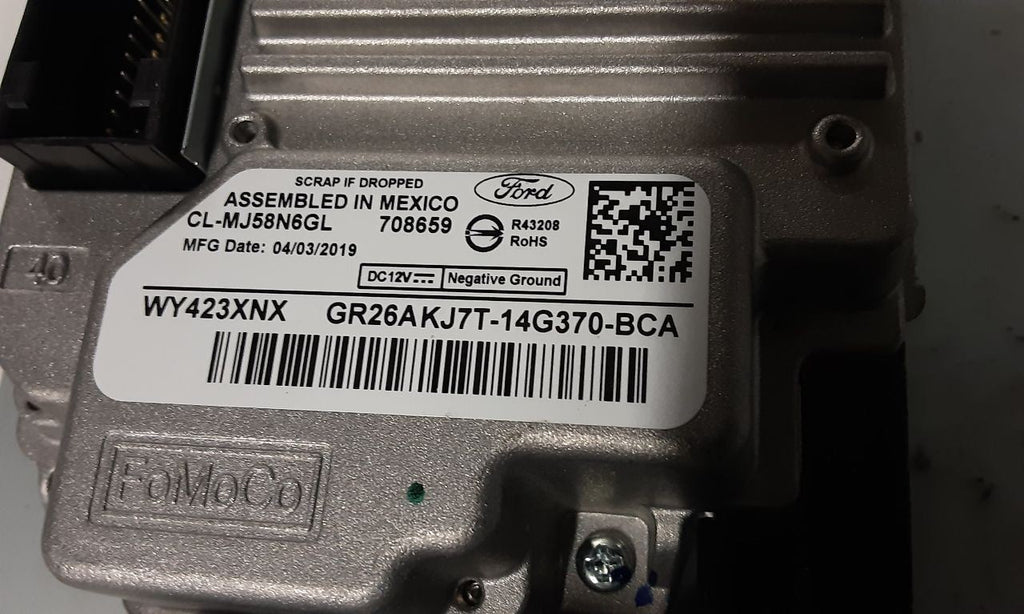 SCRAP IF DROPPED
Ford
ASSEMBLED IN MEXICO
CL-MJ58N6GL 708659
R43208
RoHS
MFG Date: 04/03/2019
DC12V Negative Ground
WY423XNX GR26AKJ7T-14G370-BCA
40
FoMoCo